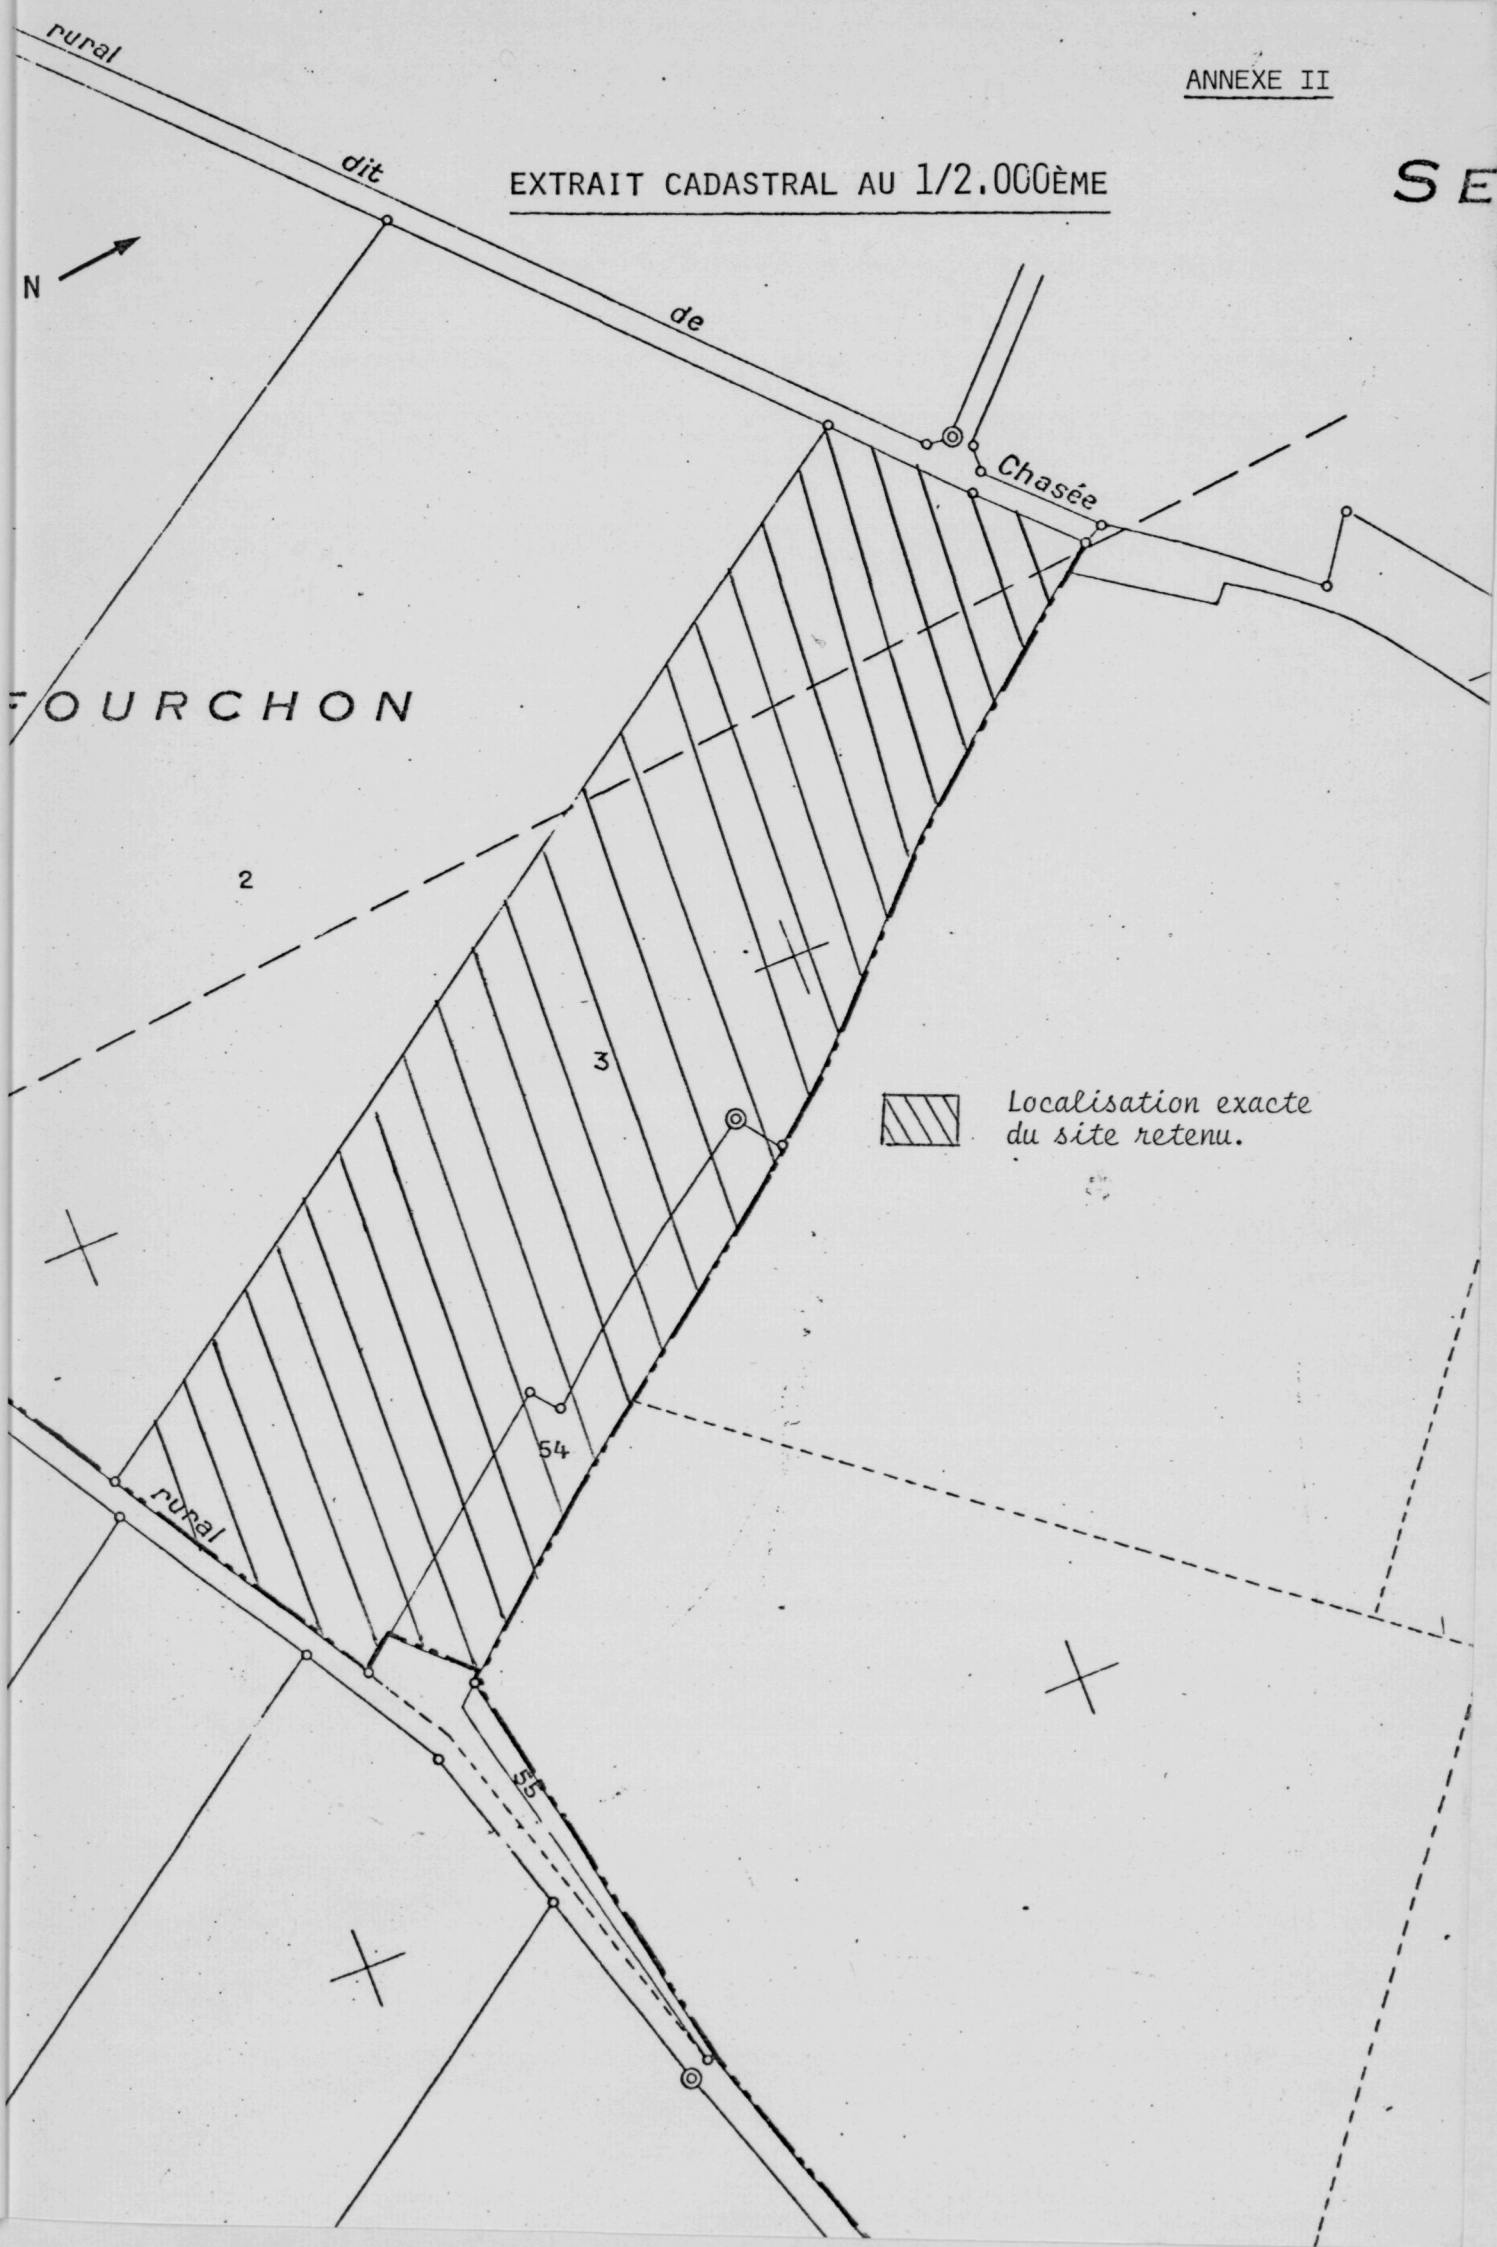 rural
ANNEXE II
dit
EXTRAIT CADASTRAL AU 1/2.000ÈME
SE
N
de
Chasée
FOURCHON
2
3
Localisation exacte
du site retenu.
54
rural
55